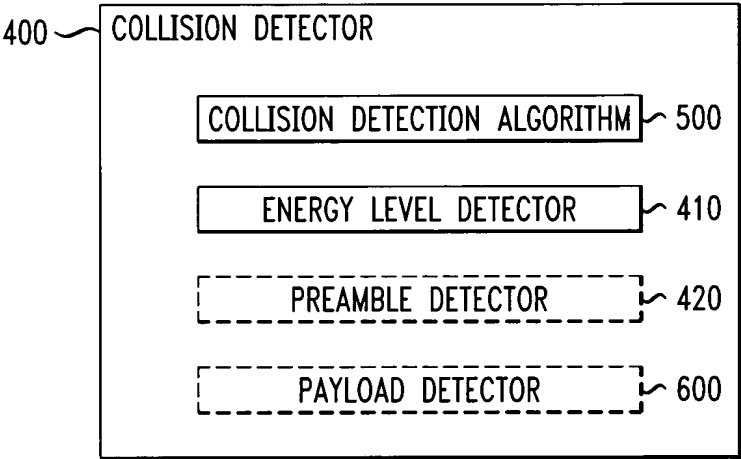 400 COLLISION DETECTOR
COLLISION DETECTION ALGORITHM 500
ENERGY LEVEL DETECTOR 410
PREAMBLE DETECTOR 420
PAYLOAD DETECTOR 600